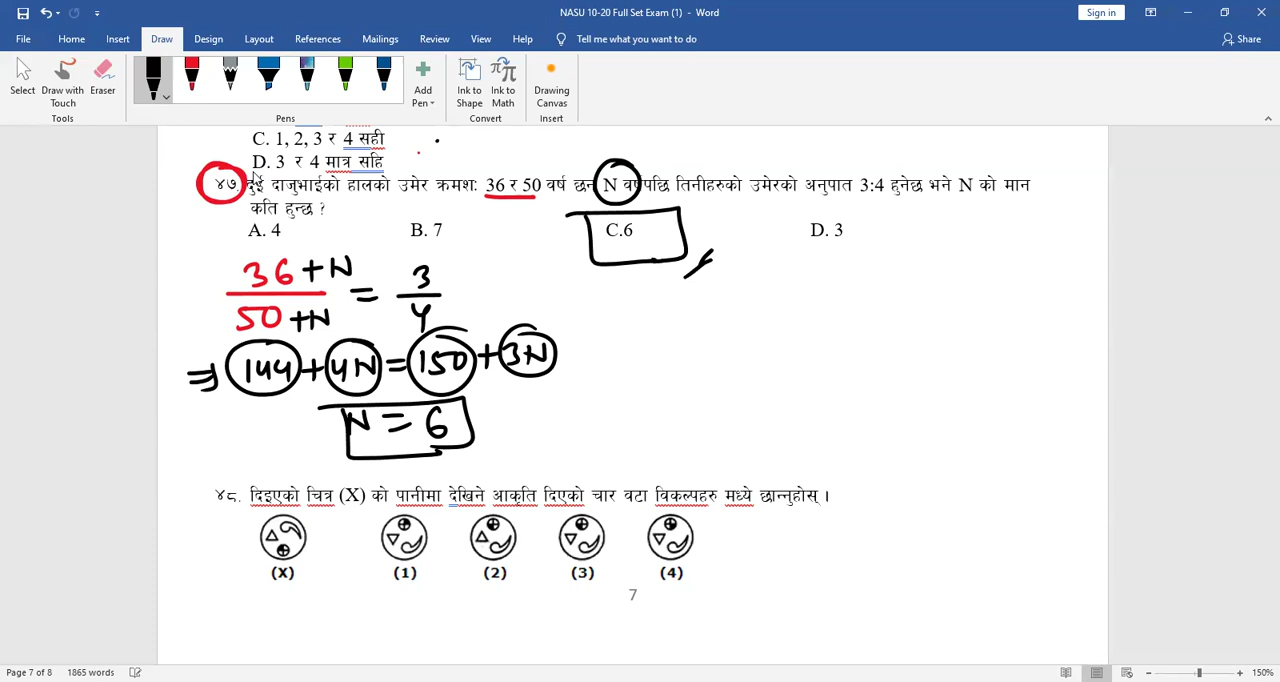 NASU 10-20 Full Set Exam (1) - Word
Sign in
File Home Insert Draw Design Layout References Mailings Review View Help Tell me what you want to do Share
Select Draw with Touch Eraser Add Pen Ink to Shape Ink to Math Drawing Canvas
Tools Pens Convert Insert
C. 1, 2, 3 र 4 सही
D. 3 र 4 मात्र सहि
४७. दुई दाजुभाईको हालको उमेर क्रमश: 36 र 50 वर्ष छन् N वर्षपछि तिनीहरुको उमेरको अनुपात 3:4 हुनेछ भने N को मान
कति हुन्छ ?
A. 4 B. 7 C.6 D. 3
36 + N = 3
50 + N 4
⇒ 144 + 4N = 150 + 3N
N = 6
४८. दिइएको चित्र (X) को पानीमा देखिने आकृति दिएको चार वटा विकल्पहरु मध्ये छान्नुहोस् ।
(X) (1) (2) (3) (4)
7
Page 7 of 8 1865 words 150%